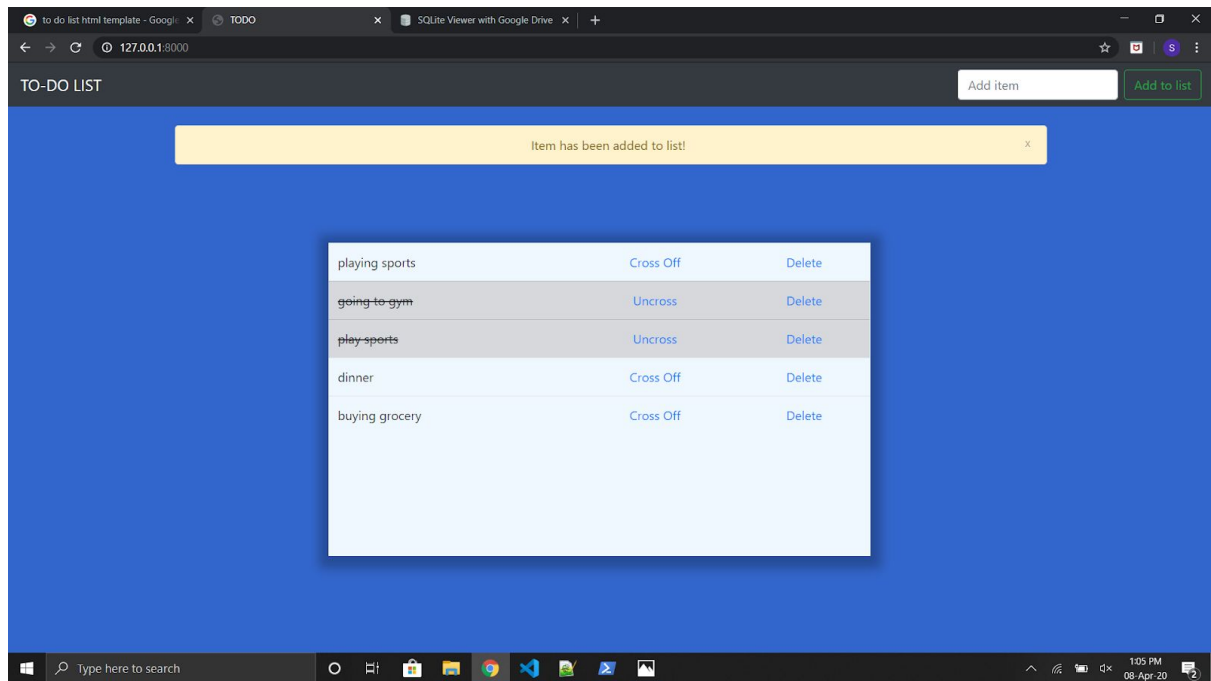 to do list html template - Google
TODO
SQLite Viewer with Google Drive
127.0.0.1:8000
S
TO-DO LIST
Add item
Add to list
Item has been added to list!
x
playing sports Cross Off Delete
going to gym Uncross Delete
play sports Uncross Delete
dinner Cross Off Delete
buying grocery Cross Off Delete
Type here to search
1:05 PM
08-Apr-20
2